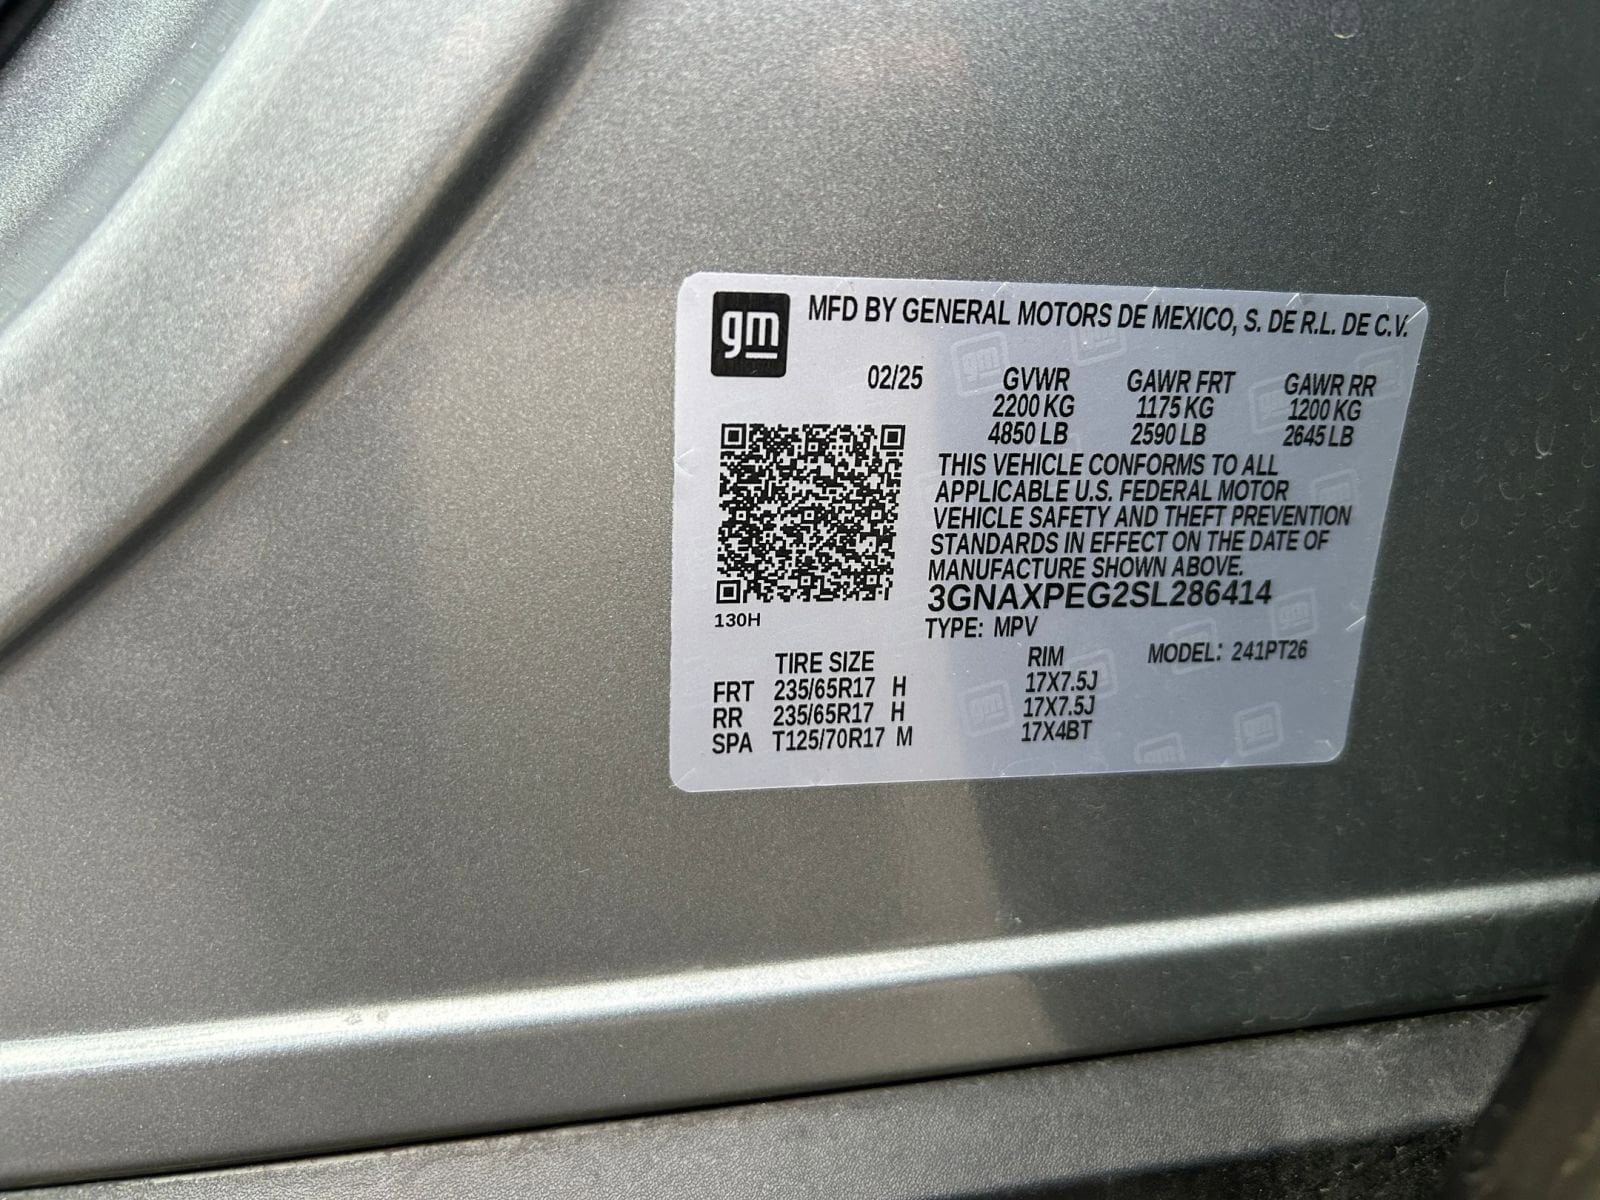 gm
MFD BY GENERAL MOTORS DE MEXICO, S. DE R.L. DE C.V.
02/25 GVWR GAWR FRT GAWR RR
2200 KG 1175 KG 1200 KG
4850 LB 2590 LB 2645 LB
THIS VEHICLE CONFORMS TO ALL
APPLICABLE U.S. FEDERAL MOTOR
VEHICLE SAFETY AND THEFT PREVENTION
STANDARDS IN EFFECT ON THE DATE OF
MANUFACTURE SHOWN ABOVE.
3GNAXPEG2SL286414
130H
TYPE: MPV
TIRE SIZE RIM MODEL: 241PT26
FRT 235/65R17 H 17X7.5J
RR 235/65R17 H 17X7.5J
SPA T125/70R17 M 17X4BT